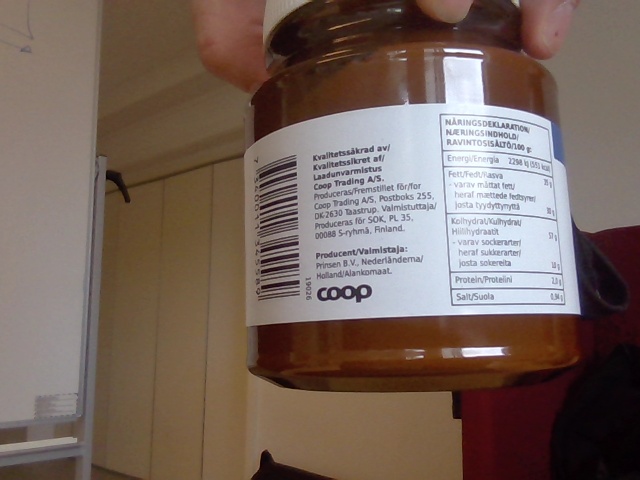 Kvalitetssäkrad av/
Kvalitetssikret af/
Laadunvarmistus
Coop Trading A/S.
Produceras/Fremstillet för/for
Coop Trading A/S, Postboks 255,
DK-2630 Taastrup. Valmistuttaja/
Produceras för SOK, PL 35,
00088 S-ryhmä, Finland.
Producent/Valmistaja:
Prinsen B.V., Nederländerna/
Holland/Alankomaat.
coop
19026
NÄRINGSDEKLARATION/
NÆRINGSINDHOLD/
RAVINTOSISÄLTÖ/100 g:
Energi/Energia 2298 kJ
Fett/Fedt/Rasva
- varav mättat fett/
heraf mættede fedtsyrer/
josta tyydyttynyttä
Kolhydrat/Kulhydrat/
Hiilihydraatit
- varav sockerarter/
heraf sukkerarter/
josta sokereita
Protein/Proteiini
Salt/Suola